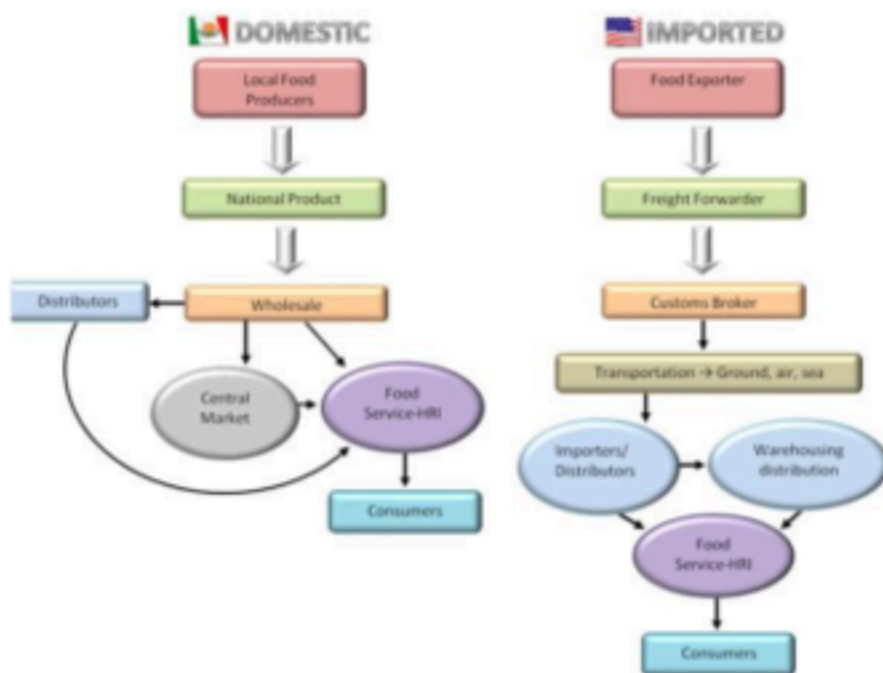 DOMESTIC
Local Food
Producers
National Product
Distributors
Wholesale
Central
Market
Food
Service-HRI
Consumers
IMPORTED
Food Exporter
Freight Forwarder
Customs Broker
Transportation → Ground, air, sea
Importers/
Distributors
Warehousing
distribution
Food
Service-HRI
Consumers